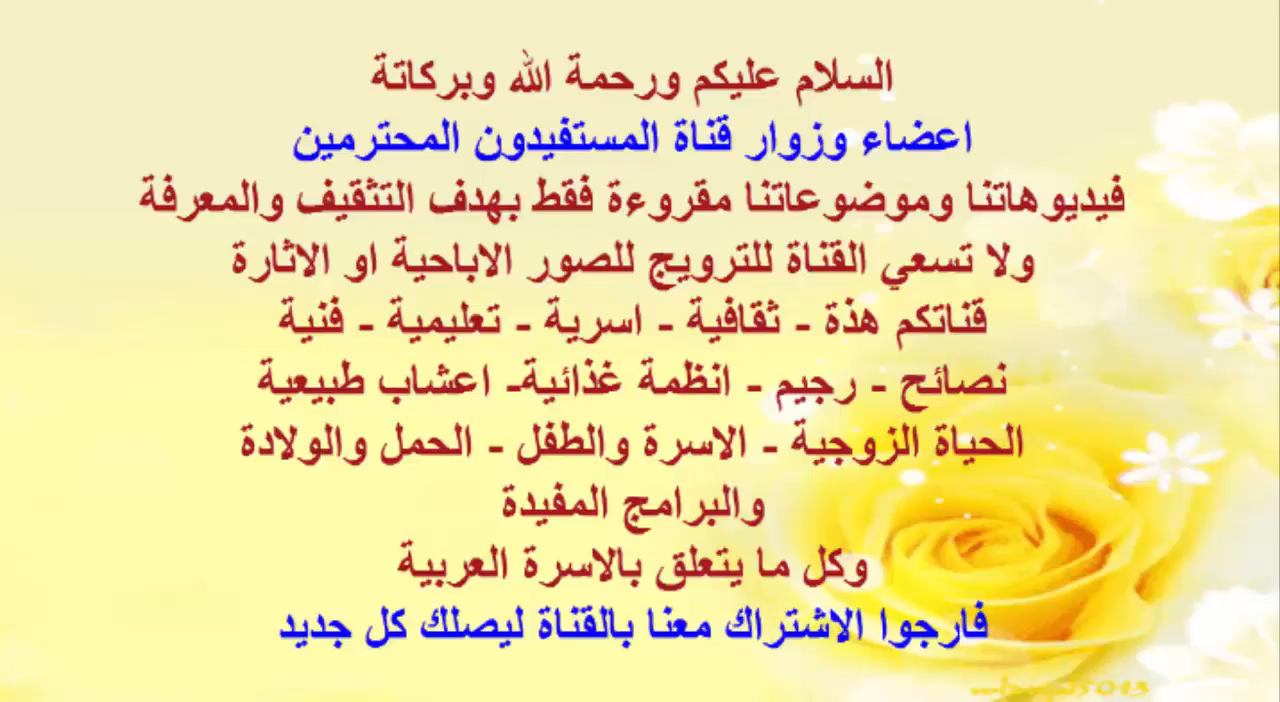 السلام عليكم ورحمة الله وبركاتة
اعضاء وزوار قناة المستفيدون المحترمين
فيديوهاتنا وموضوعاتنا مقروءة فقط بهدف التثقيف والمعرفة
ولا تسعي القناة للترويج للصور الاباحية او الاثارة
قناتكم هذة - ثقافية - اسرية - تعليمية - فنية
نصائح - رجيم - انظمة غذائية- اعشاب طبيعية
الحياة الزوجية - الاسرة والطفل - الحمل والولادة
والبرامج المفيدة
وكل ما يتعلق بالاسرة العربية
فارجوا الاشتراك معنا بالقناة ليصلك كل جديد